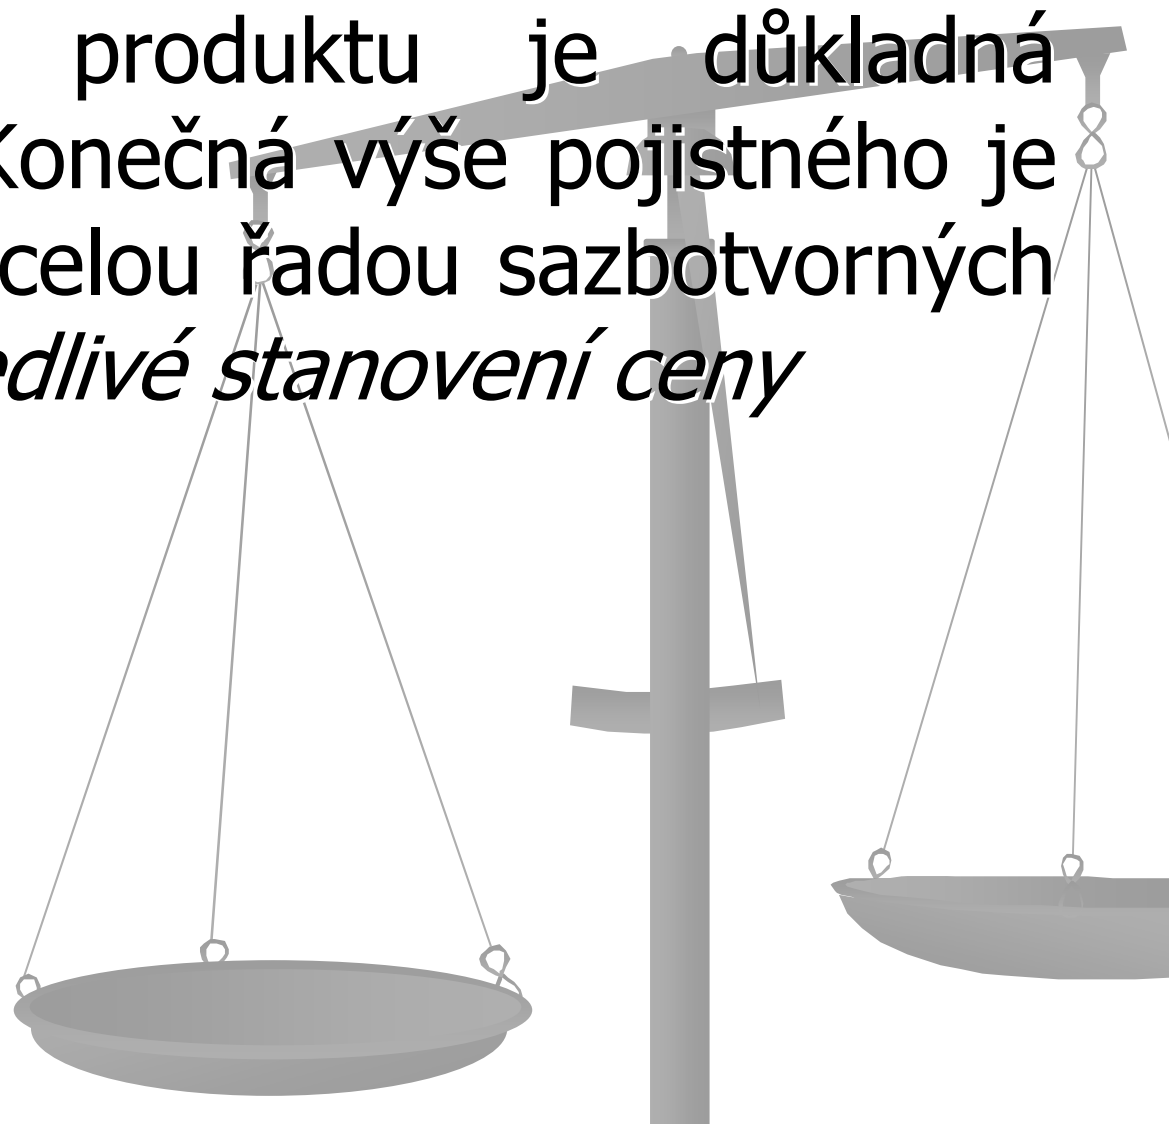 produktu je důkladná
Konečná výše pojistného je
celou řadou sazbotvorných
edlivé stanovení ceny